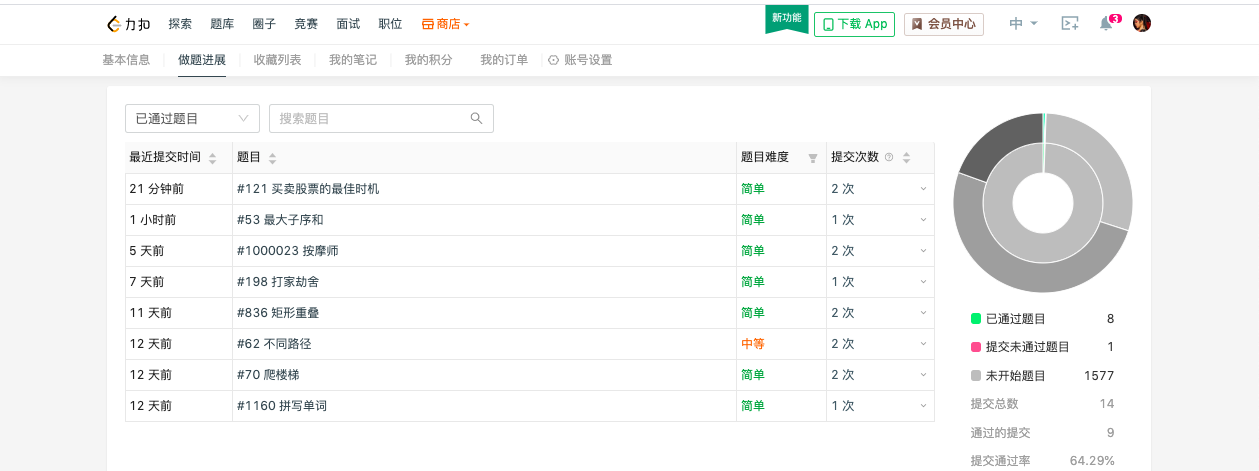 力扣 探索 题库 圈子 竞赛 面试 职位 商店 新功能 下载 App 会员中心 中 3
基本信息 做题进展 收藏列表 我的笔记 我的积分 我的订单 账号设置
已通过题目 搜索题目
最近提交时间 题目 题目难度 提交次数
21 分钟前 #121 买卖股票的最佳时机 简单 2 次
1 小时前 #53 最大子序和 简单 1 次
5 天前 #1000023 按摩师 简单 2 次
7 天前 #198 打家劫舍 简单 1 次
11 天前 #836 矩形重叠 简单 2 次
12 天前 #62 不同路径 中等 2 次
12 天前 #70 爬楼梯 简单 2 次
12 天前 #1160 拼写单词 简单 1 次
已通过题目 8
提交未通过题目 1
未开始题目 1577
提交总数 14
通过的提交 9
提交通过率 64.29%